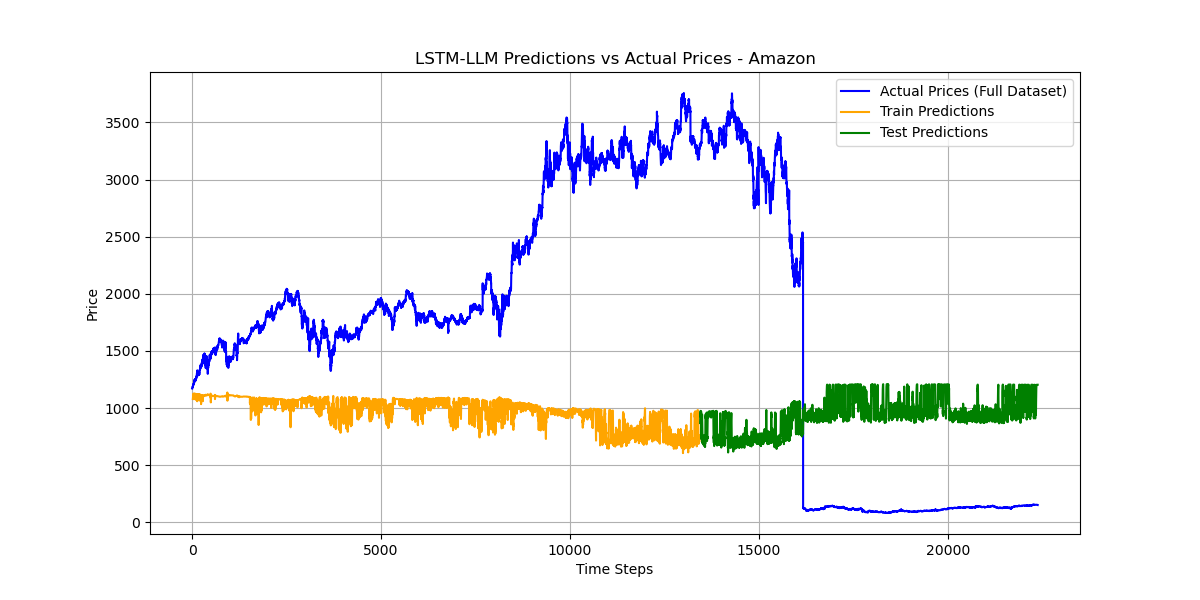 LSTM-LLM Predictions vs Actual Prices - Amazon
Actual Prices (Full Dataset)
Train Predictions
Test Predictions
Price
3500
3000
2500
2000
1500
1000
500
0
0 5000 10000 15000 20000
Time Steps